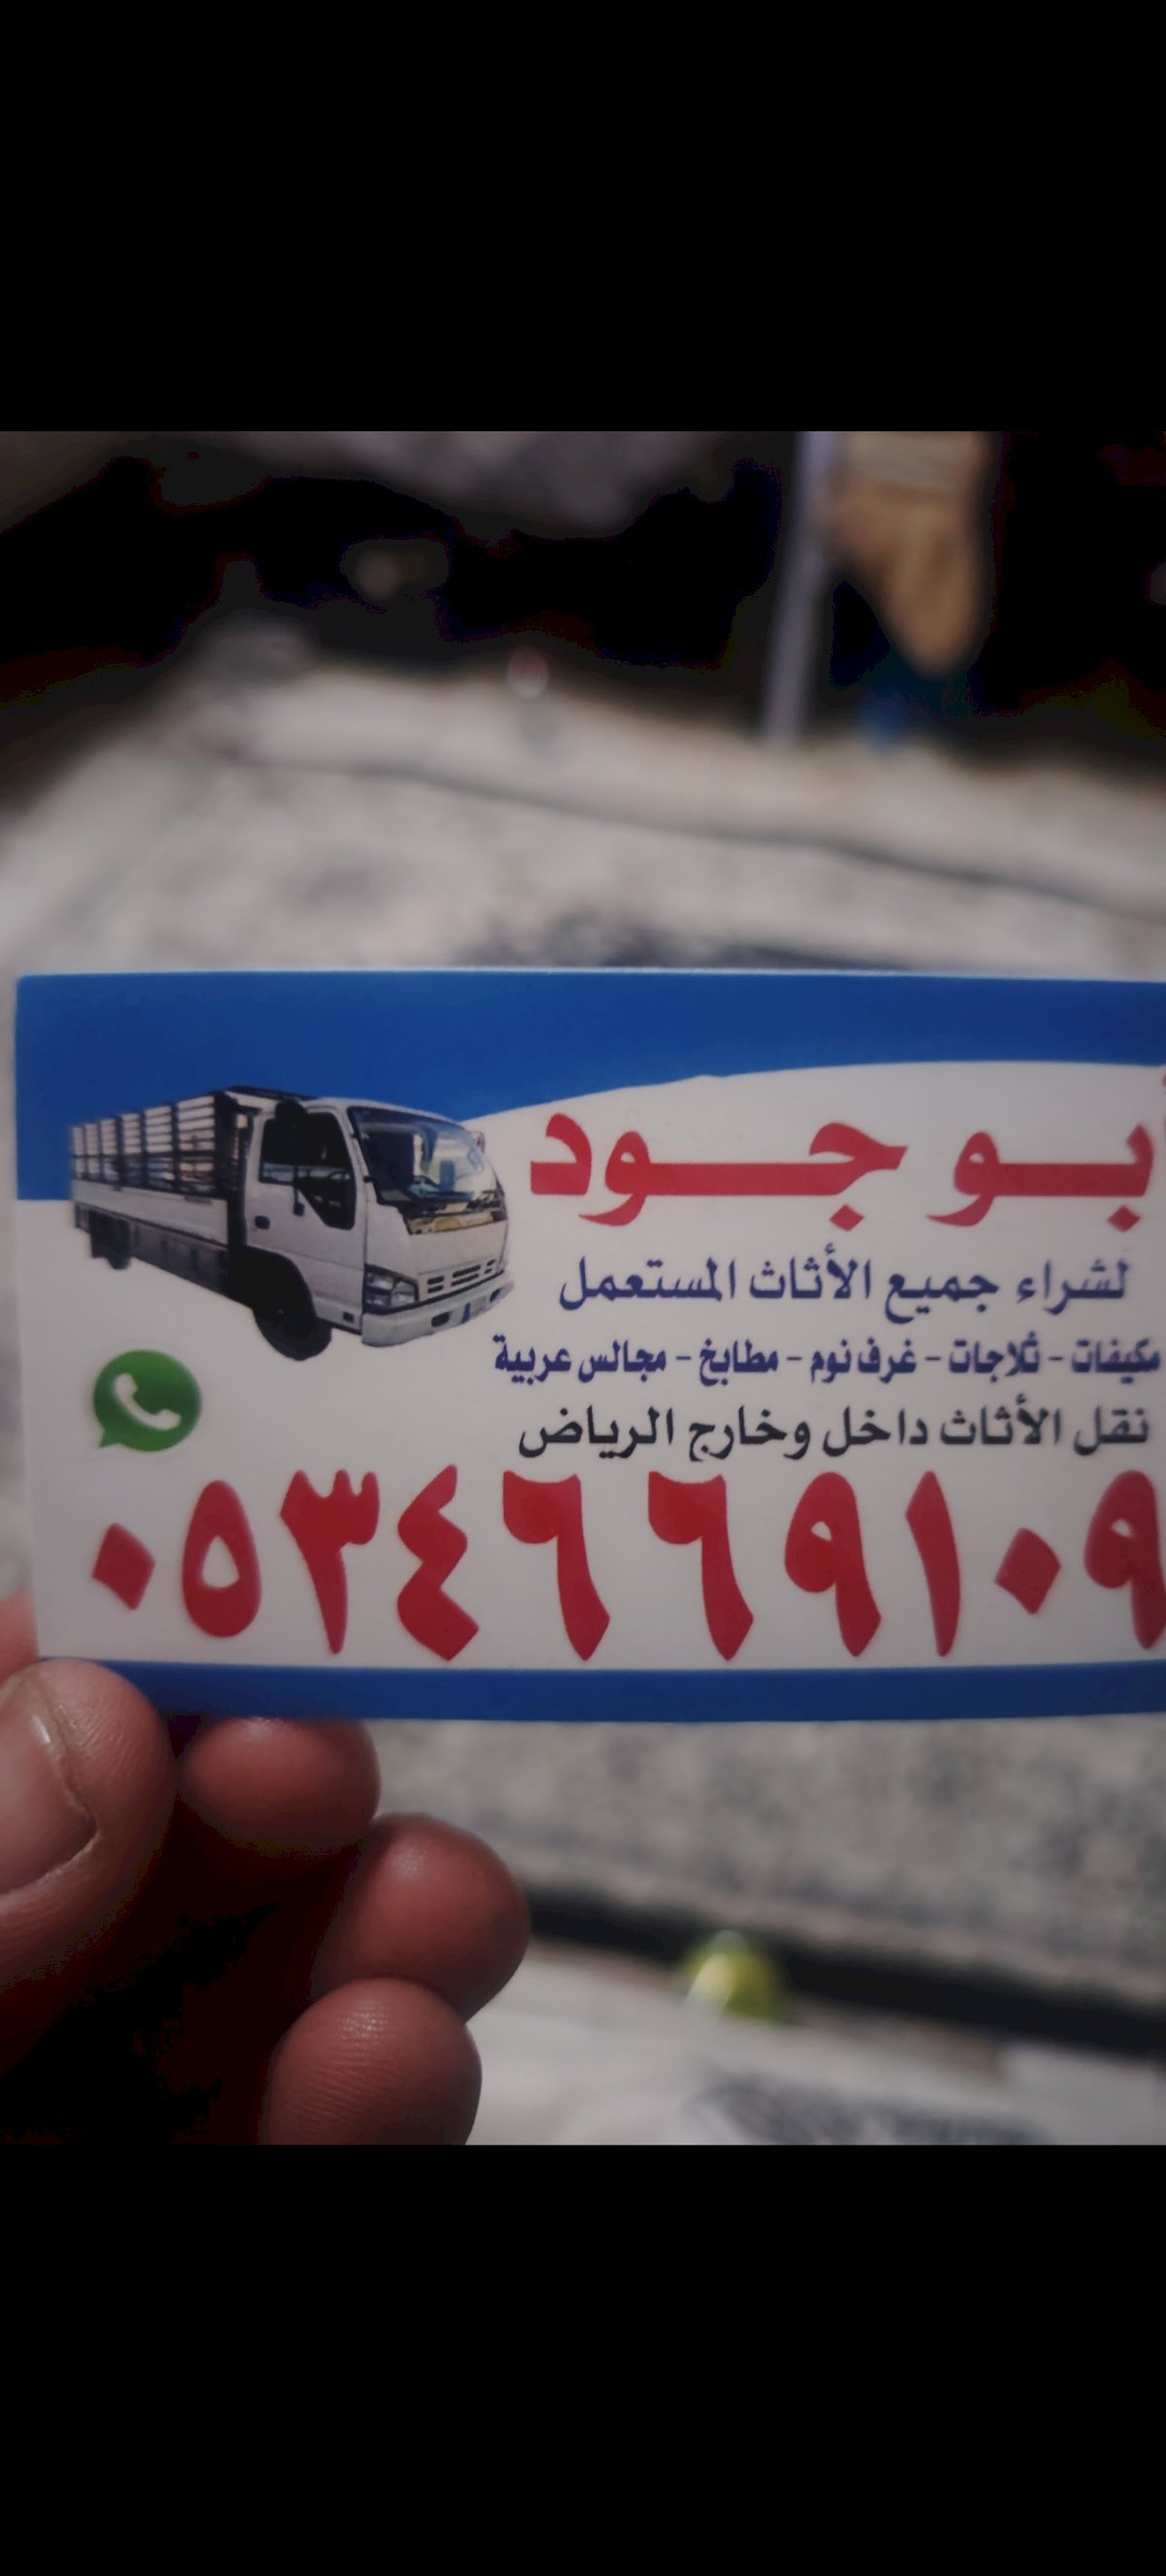 أبو جود
لشراء جميع الأثاث المستعمل
مكيفات - ثلاجات - غرف نوم - مطابخ - مجالس عربية
نقل الأثاث داخل وخارج الرياض
٠٥٣٤٦٦٩١٠٩